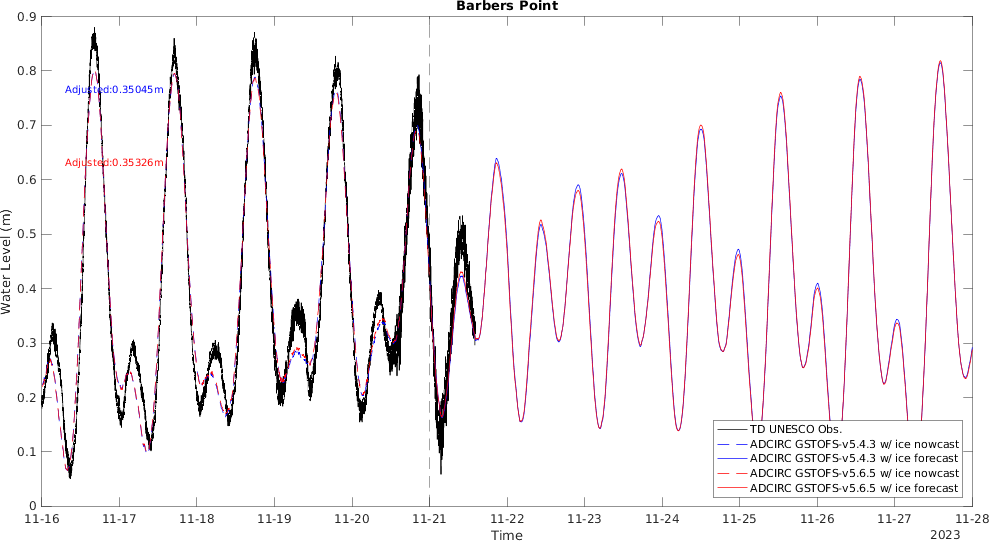 Barbers Point
Water Level (m)
0.9
0.8
0.7
0.6
0.5
0.4
0.3
0.2
0.1
0
Adjusted:0.35045m
Adjusted:0.35326m
TD UNESCO Obs.
ADCIRC GSTOFS-v5.4.3 w/ ice nowcast
ADCIRC GSTOFS-v5.4.3 w/ ice forecast
ADCIRC GSTOFS-v5.6.5 w/ ice nowcast
ADCIRC GSTOFS-v5.6.5 w/ ice forecast
11-16 11-17 11-18 11-19 11-20 11-21 11-22 11-23 11-24 11-25 11-26 11-27 11-28
Time
2023